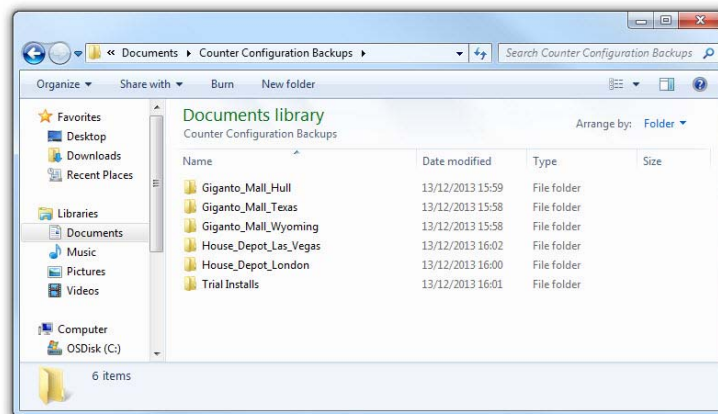 « Documents ▸ Counter Configuration Backups ▸ Search Counter Configuration Backups
Organize Share with Burn New folder
Favorites
Desktop
Downloads
Recent Places
Libraries
Documents
Music
Pictures
Videos
Computer
OSDisk (C:)
Documents library
Counter Configuration Backups
Arrange by: Folder
Name Date modified Type Size
Giganto_Mall_Hull 13/12/2013 15:59 File folder
Giganto_Mall_Texas 13/12/2013 15:58 File folder
Giganto_Mall_Wyoming 13/12/2013 15:58 File folder
House_Depot_Las_Vegas 13/12/2013 16:02 File folder
House_Depot_London 13/12/2013 16:00 File folder
Trial Installs 13/12/2013 16:01 File folder
6 items